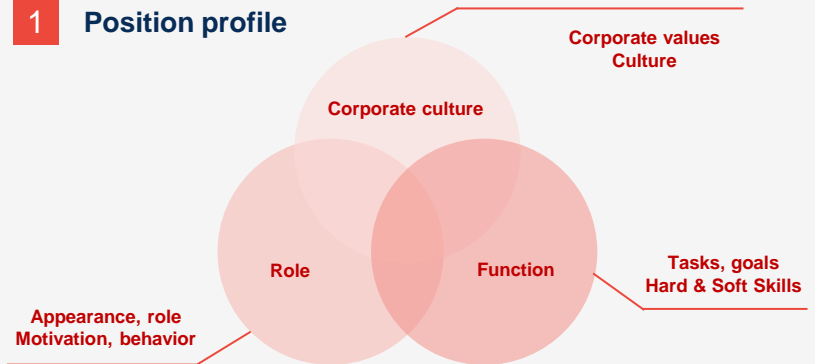 1 Position profile
Corporate values
Culture
Corporate culture
Role
Function
Tasks, goals
Hard & Soft Skills
Appearance, role
Motivation, behavior